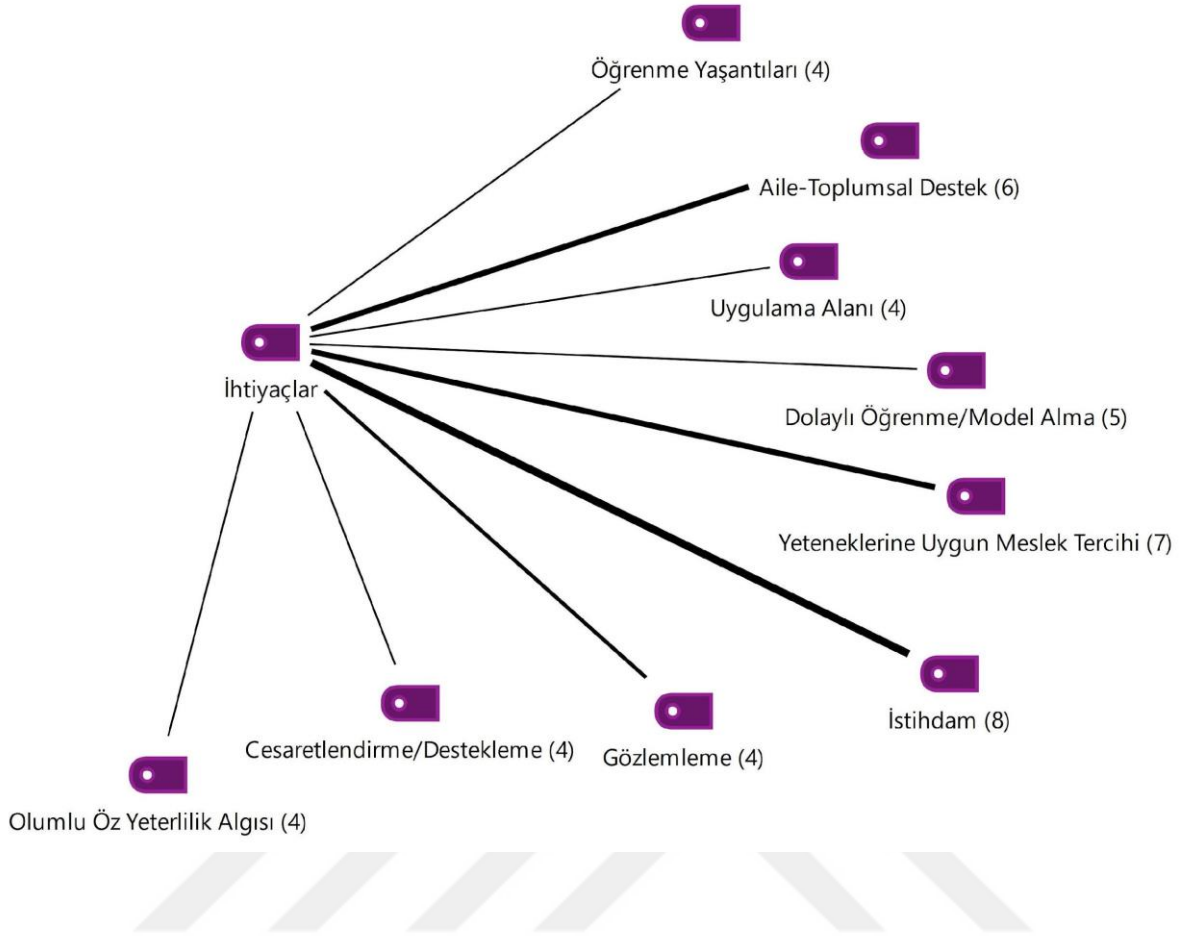 Öğrenme Yaşantıları (4)
Aile-Toplumsal Destek (6)
Uygulama Alanı (4)
İhtiyaçlar
Dolaylı Öğrenme/Model Alma (5)
Yeteneklerine Uygun Meslek Tercihi (7)
İstihdam (8)
Cesaretlendirme/Destekleme (4)
Gözlemleme (4)
Olumlu Öz Yeterlilik Algısı (4)